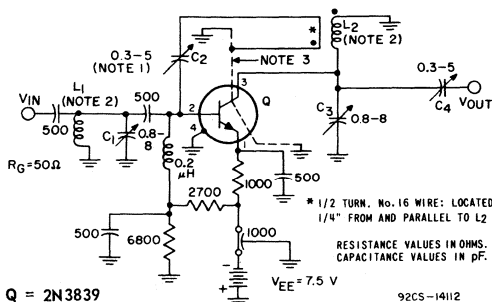 L2
(NOTE 2)
*
NOTE 3
0.3-5
(NOTE 1)
C2
0.3-5
C4
VOUT
L1
(NOTE 2)
VIN
500
500
C1
0.8-
8
2
3
4
1
Q
C3
0.8-8
RG=50Ω
0.2
μH
2700
1000
500
* 1/2 TURN. No. 16 WIRE: LOCATED
1/4" FROM AND PARALLEL TO L2
500
6800
1000
RESISTANCE VALUES IN OHMS.
CAPACITANCE VALUES IN pF.
-
+
VEE=7.5 V
Q = 2N3839
92CS-14112